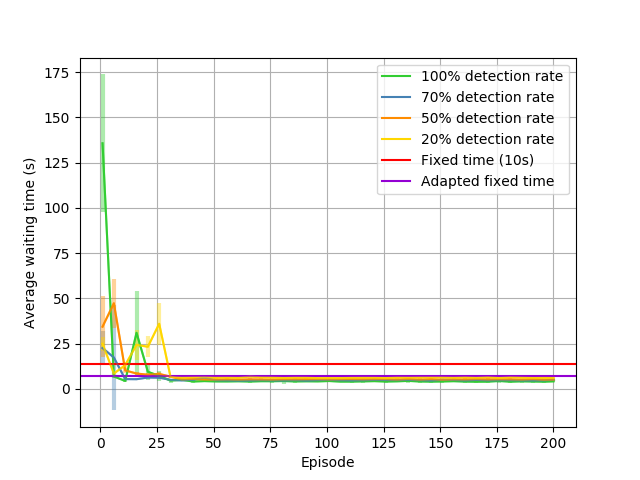 175
150
125
100
75
50
25
0
Average waiting time (s)
100% detection rate
70% detection rate
50% detection rate
20% detection rate
Fixed time (10s)
Adapted fixed time
0 25 50 75 100 125 150 175 200
Episode